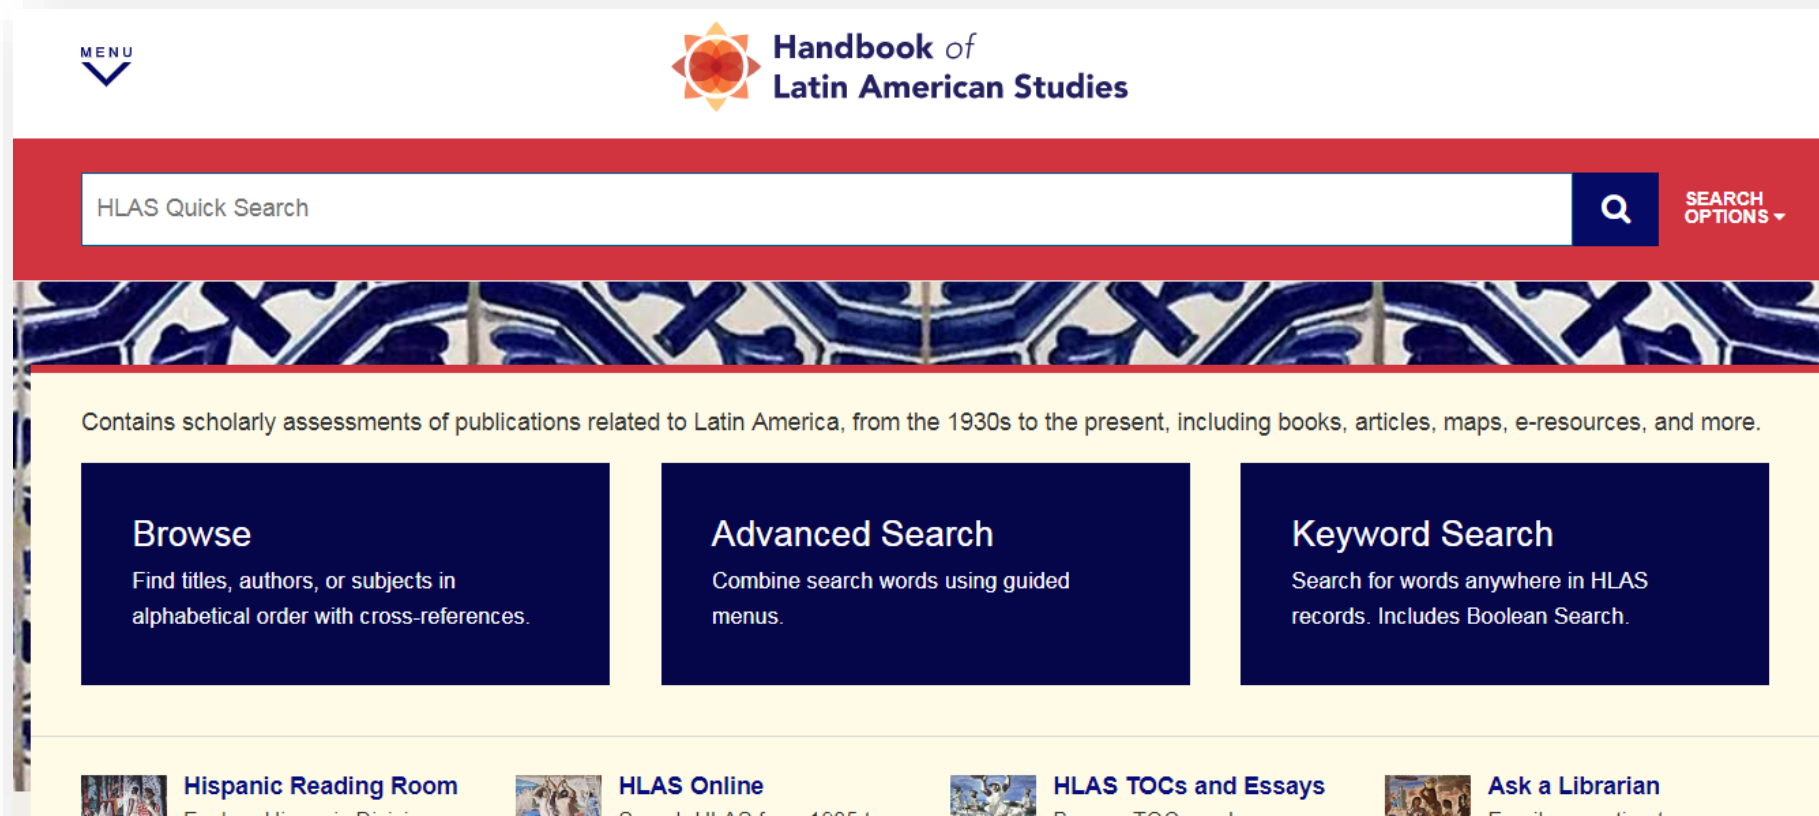 MENU
Handbook of
Latin American Studies
HLAS Quick Search
SEARCH
OPTIONS
Contains scholarly assessments of publications related to Latin America, from the 1930s to the present, including books, articles, maps, e-resources, and more.
Browse
Find titles, authors, or subjects in
alphabetical order with cross-references.
Advanced Search
Combine search words using guided
menus.
Keyword Search
Search for words anywhere in HLAS
records. Includes Boolean Search.
Hispanic Reading Room
HLAS Online
HLAS TOCs and Essays
Ask a Librarian